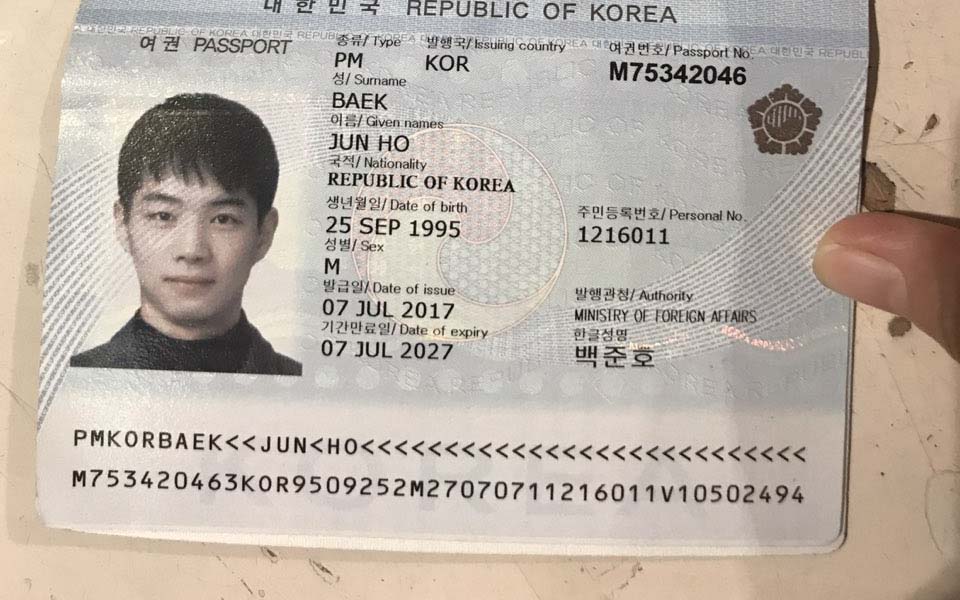 대한민국 REPUBLIC OF KOREA
여권 PASSPORT
종류/ Type 발행국/ Issuing country 여권번호/ Passport No.
PM KOR M75342046
성/ Surname
BAEK
이름/ Given names
JUN HO
국적/ Nationality
REPUBLIC OF KOREA
생년월일/ Date of birth 주민등록번호/ Personal No.
25 SEP 1995 1216011
성별/ Sex
M
발급일/ Date of issue 발행관청/ Authority
07 JUL 2017 MINISTRY OF FOREIGN AFFAIRS
기간만료일/ Date of expiry 한글성명
07 JUL 2027 백준호
PMKORBAEK<<JUN<HO<<<<<<<<<<<<<<<<<<<<<<<<<<<
M753420463KOR9509252M27070711216011V10502494